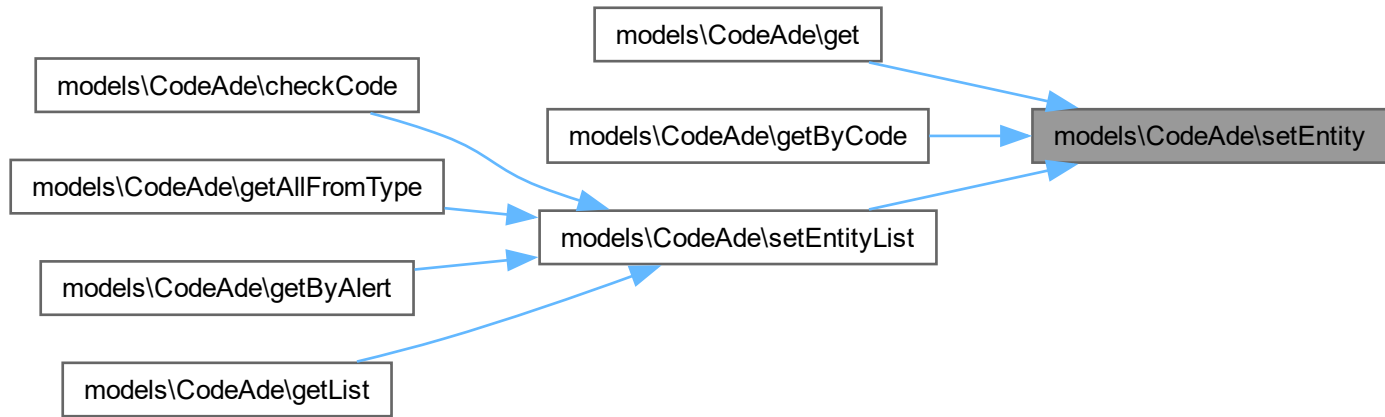 models\CodeAde\get
models\CodeAde\checkCode
models\CodeAde\getByCode
models\CodeAde\setEntity
models\CodeAde\getAllFromType
models\CodeAde\setEntityList
models\CodeAde\getByAlert
models\CodeAde\getList